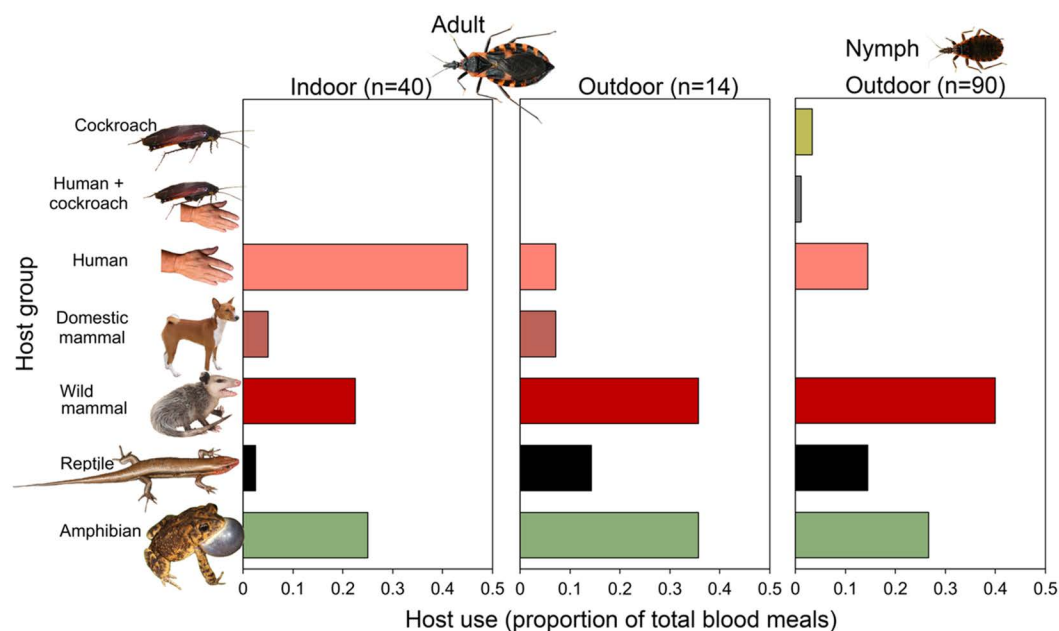 Adult
Nymph
Indoor (n=40)
Outdoor (n=14)
Outdoor (n=90)
Host group
Cockroach
Human +
cockroach
Human
Domestic
mammal
Wild
mammal
Reptile
Amphibian
0 0.1 0.2 0.3 0.4 0.5
0 0.1 0.2 0.3 0.4 0.5
0 0.1 0.2 0.3 0.4 0.5
Host use (proportion of total blood meals)